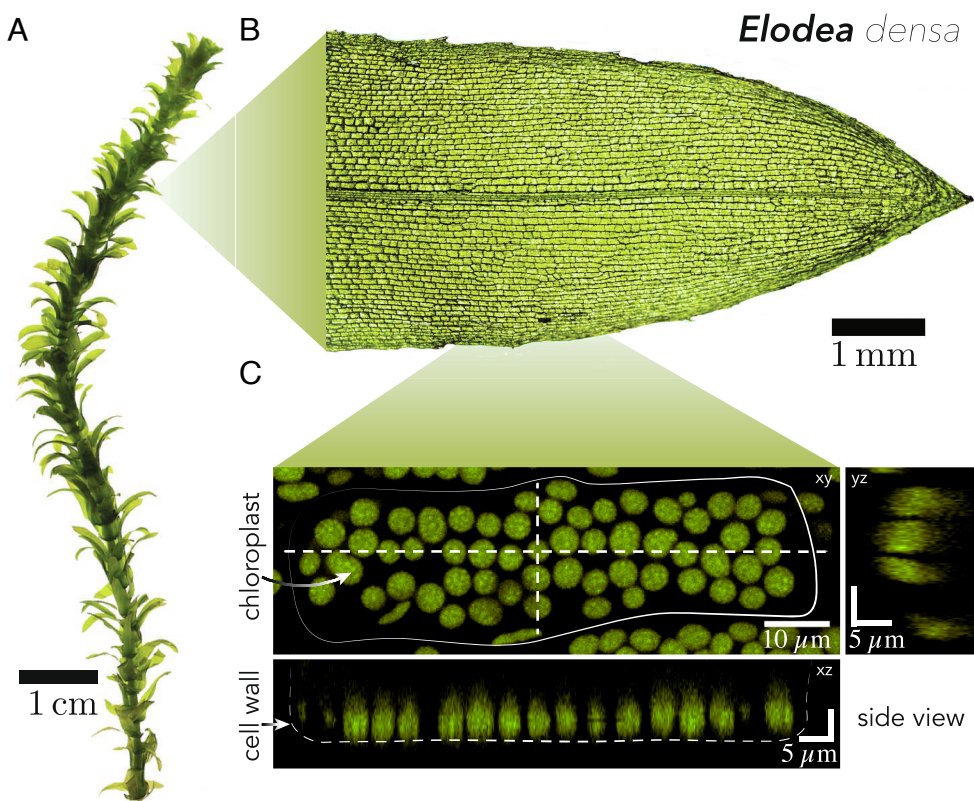 A
B
Elodea densa
1 mm
1 cm
C
chloroplast
xy
10 µm
yz
5 µm
cell wall
xz
5 µm
side view